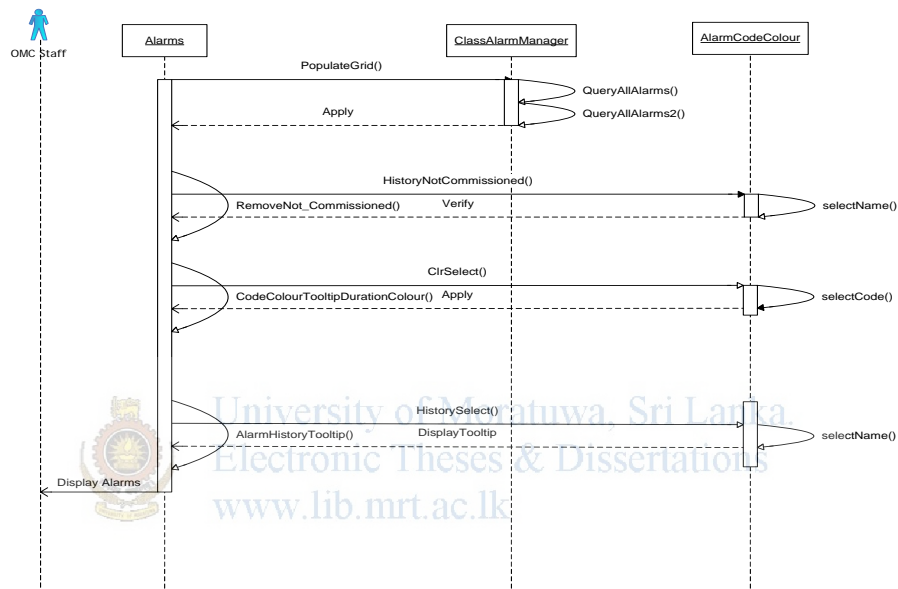 OMC Staff
Alarms
ClassAlarmManager
AlarmCodeColour
PopulateGrid()
QueryAllAlarms()
Apply
QueryAllAlarms2()
HistoryNotCommissioned()
RemoveNot_Commissioned()
Verify
selectName()
ClrSelect()
CodeColourTooltipDurationColour()
Apply
selectCode()
University of Moratuwa, Sri Lanka.
HistorySelect()
AlarmHistoryTooltip()
DisplayTooltip
selectName()
Electronic Theses & Dissertations
Display Alarms
www.lib.mrt.ac.lk